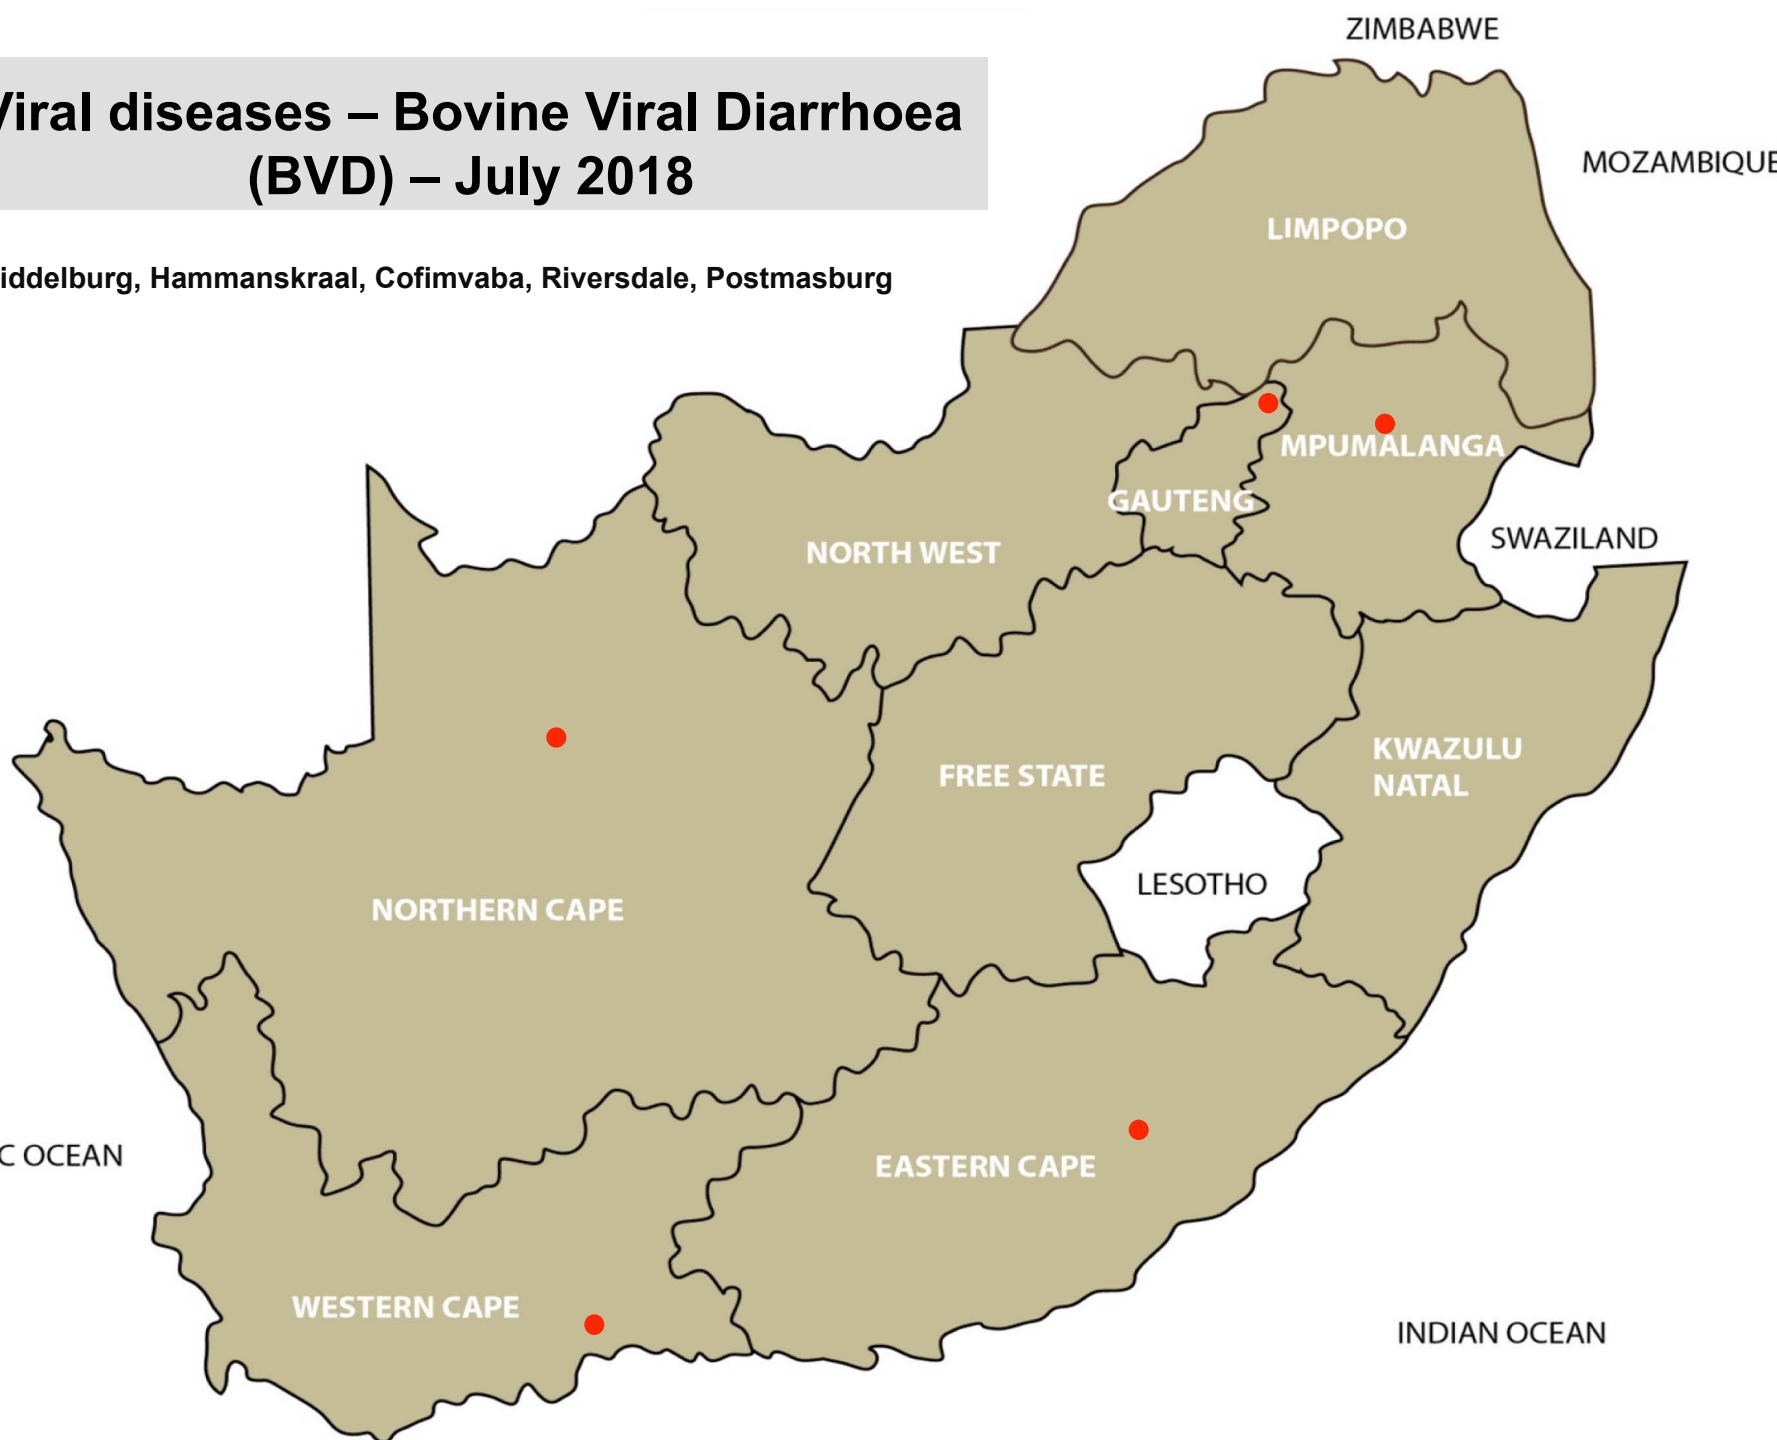 ZIMBABWE
Viral diseases – Bovine Viral Diarrhoea
(BVD) – July 2018
MOZAMBIQUE
LIMPOPO
iddelburg, Hammanskraal, Cofimvaba, Riversdale, Postmasburg
MPUMALANGA
GAUTENG
SWAZILAND
NORTH WEST
KWAZULU
NATAL
FREE STATE
LESOTHO
NORTHERN CAPE
C OCEAN
EASTERN CAPE
WESTERN CAPE
INDIAN OCEAN